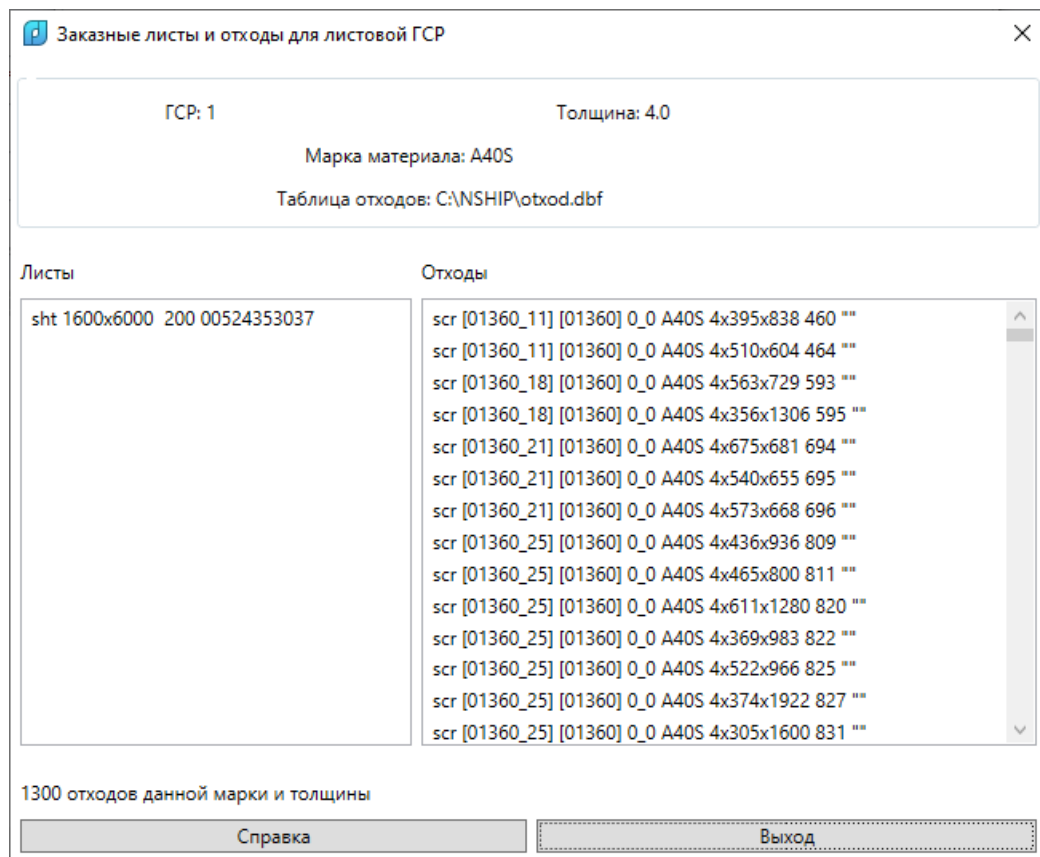 Заказные листы и отходы для листовой ГСР
ГСР: 1 Толщина: 4.0
Марка материала: A40S
Таблица отходов: C:\NSHIP\otxod.dbf
Листы Отходы
sht 1600x6000  200 00524353037
scr [01360_11] [01360] 0_0 A40S 4x395x838 460 ""
scr [01360_11] [01360] 0_0 A40S 4x510x604 464 ""
scr [01360_18] [01360] 0_0 A40S 4x563x729 593 ""
scr [01360_18] [01360] 0_0 A40S 4x356x1306 595 ""
scr [01360_21] [01360] 0_0 A40S 4x675x681 694 ""
scr [01360_21] [01360] 0_0 A40S 4x540x655 695 ""
scr [01360_21] [01360] 0_0 A40S 4x573x668 696 ""
scr [01360_25] [01360] 0_0 A40S 4x436x936 809 ""
scr [01360_25] [01360] 0_0 A40S 4x465x800 811 ""
scr [01360_25] [01360] 0_0 A40S 4x611x1280 820 ""
scr [01360_25] [01360] 0_0 A40S 4x369x983 822 ""
scr [01360_25] [01360] 0_0 A40S 4x522x966 825 ""
scr [01360_25] [01360] 0_0 A40S 4x374x1922 827 ""
scr [01360_25] [01360] 0_0 A40S 4x305x1600 831 ""
1300 отходов данной марки и толщины
Справка Выход